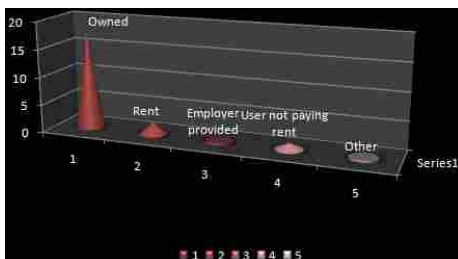 20
15
10
5
0
Owned
Rent
Employer
provided
User not paying
rent
Other
1
2
3
4
5
Series1
1 2 3 4 5